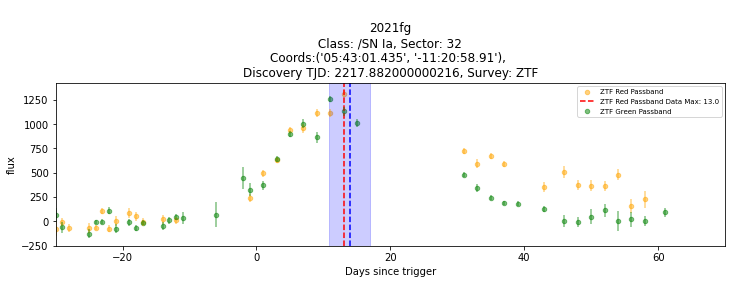 2021fg
Class: /SN Ia, Sector: 32
Coords:('05:43:01.435', '-11:20:58.91'),
Discovery TJD: 2217.882000000216, Survey: ZTF
ZTF Red Passband
ZTF Red Passband Data Max: 13.0
ZTF Green Passband
1250
1000
750
500
250
0
−250
flux
−20
0
20
40
60
Days since trigger